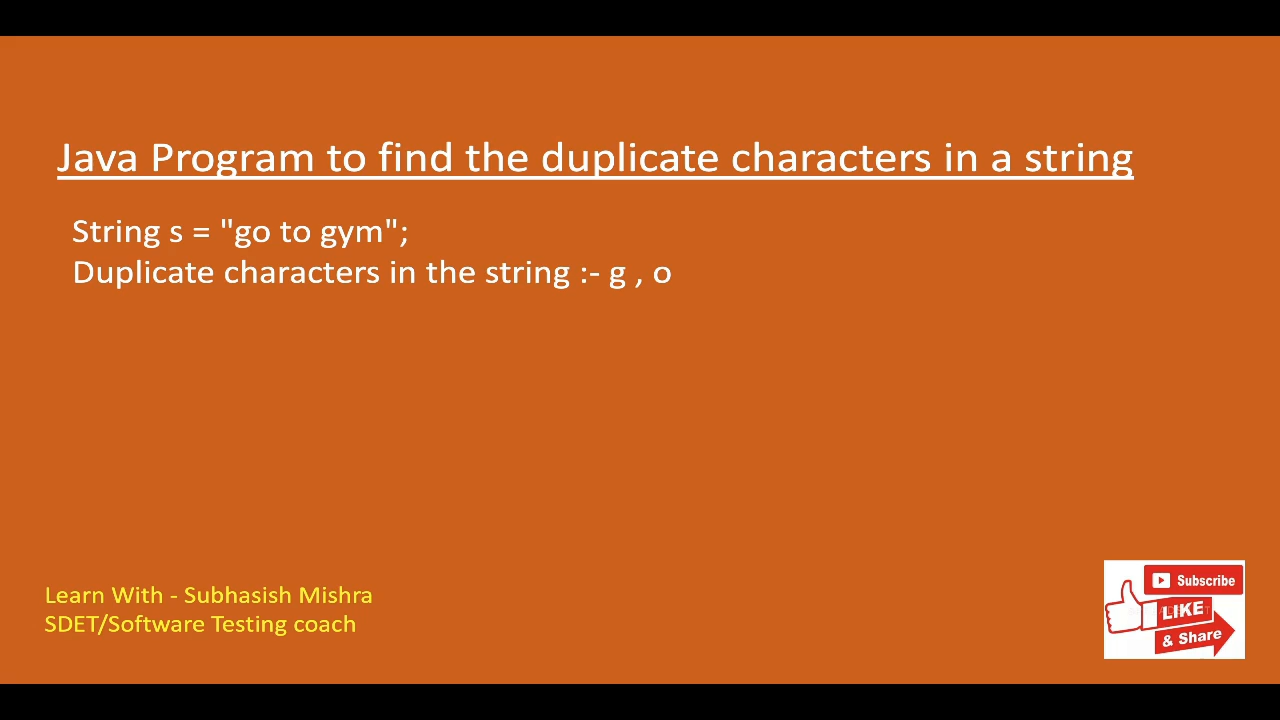 Java Program to find the duplicate characters in a string
String s = "go to gym";
Duplicate characters in the string :- g , o
Learn With - Subhasish Mishra
SDET/Software Testing coach
Subscribe
LIKE
& Share